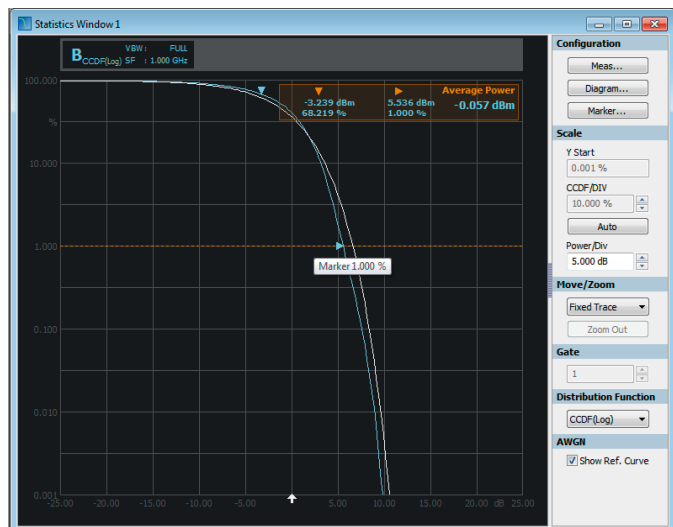 Statistics Window 1
B CCDF(Log) VBW : FULL
SF : 1.000 GHz
Average Power
-3.239 dBm 5.536 dBm -0.057 dBm
68.219 % 1.000 %
100.000
%
10.000
1.000
0.100
0.010
0.001
Marker 1.000 %
-25.00 -20.00 -15.00 -10.00 -5.00 5.00 10.00 15.00 20.00 dB 25.00
Configuration
Meas...
Diagram...
Marker...
Scale
Y Start
0.001 %
CCDF/DIV
10.000 %
Auto
Power/Div
5.000 dB
Move/Zoom
Fixed Trace
Zoom Out
Gate
1
Distribution Function
CCDF(Log)
AWGN
Show Ref. Curve